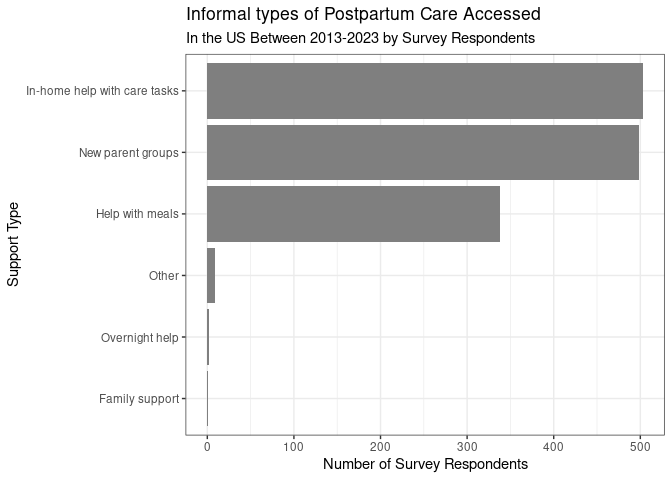 Informal types of Postpartum Care Accessed
In the US Between 2013-2023 by Survey Respondents
Support Type
In-home help with care tasks
New parent groups
Help with meals
Other
Overnight help
Family support
0 100 200 300 400 500
Number of Survey Respondents